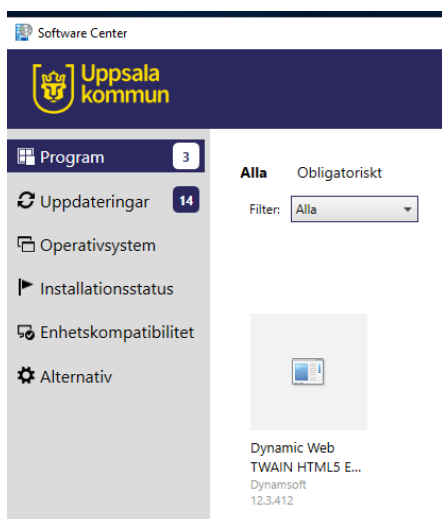 Software Center
Uppsala
kommun
Program 3
Uppdateringar 14
Operativsystem
Installationsstatus
Enhetskompatibilitet
Alternativ
Alla Obligatoriskt
Filter: Alla
Dynamic Web
TWAIN HTML5 E...
Dynamsoft
12.3.412